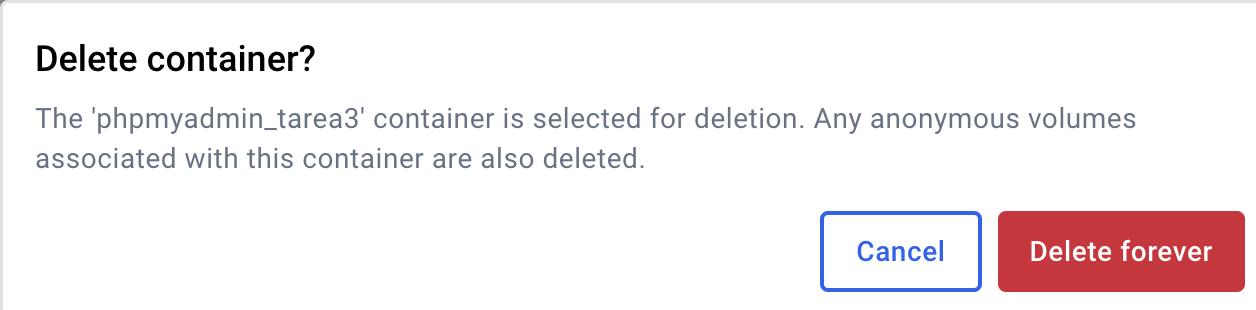 Delete container?
The 'phpmyadmin_tarea3' container is selected for deletion. Any anonymous volumes
associated with this container are also deleted.
Cancel
Delete forever